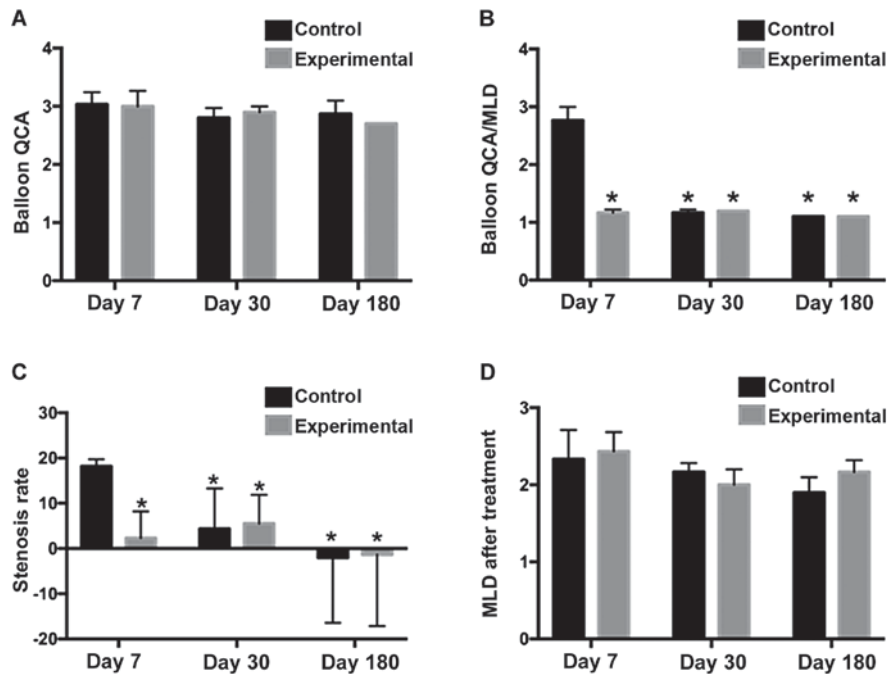 A
Control
Experimental
Balloon QCA
4
3
2
1
0
Day 7
Day 30
Day 180
B
Control
Experimental
Balloon QCA/MLD
4
3
2
1
0
*
*
*
*
*
Day 7
Day 30
Day 180
C
Control
Experimental
Stenosis rate
30
20
10
0
-10
-20
*
*
*
*
*
Day 7
Day 30
Day 180
D
Control
Experimental
MLD after treatment
3
2
1
0
Day 7
Day 30
Day 180